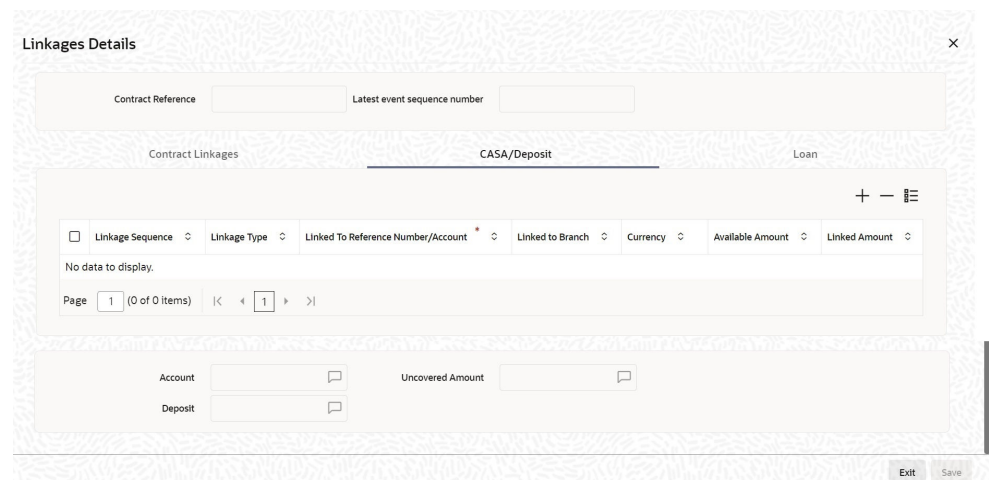 Linkages Details
Contract Reference Latest event sequence number
Contract Linkages CASA/Deposit Loan
Linkage Sequence Linkage Type Linked To Reference Number/Account * Linked to Branch Currency Available Amount Linked Amount
No data to display.
Page 1 (0 of 0 items) 1
Account Uncovered Amount
Deposit
Exit Save